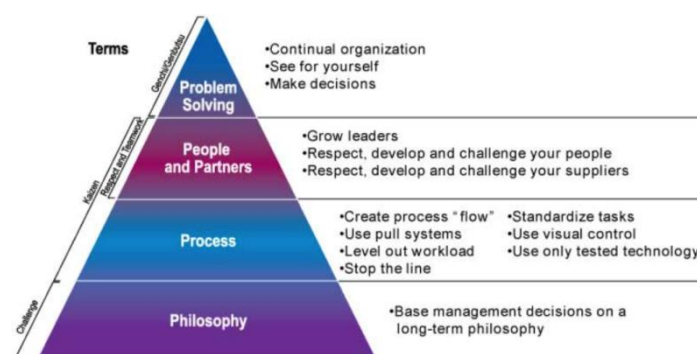 Terms
Genchi/Genbutsu
•Continual organization
•See for yourself
•Make decisions
Problem
Solving
Kaizen
Respect and Teamwork
People
and Partners
•Grow leaders
•Respect, develop and challenge your people
•Respect, develop and challenge your suppliers
Process
•Create process "flow"
•Use pull systems
•Level out workload
•Stop the line
•Standardize tasks
•Use visual control
•Use only tested technology
Challenge
Philosophy
•Base management decisions on a
long-term philosophy